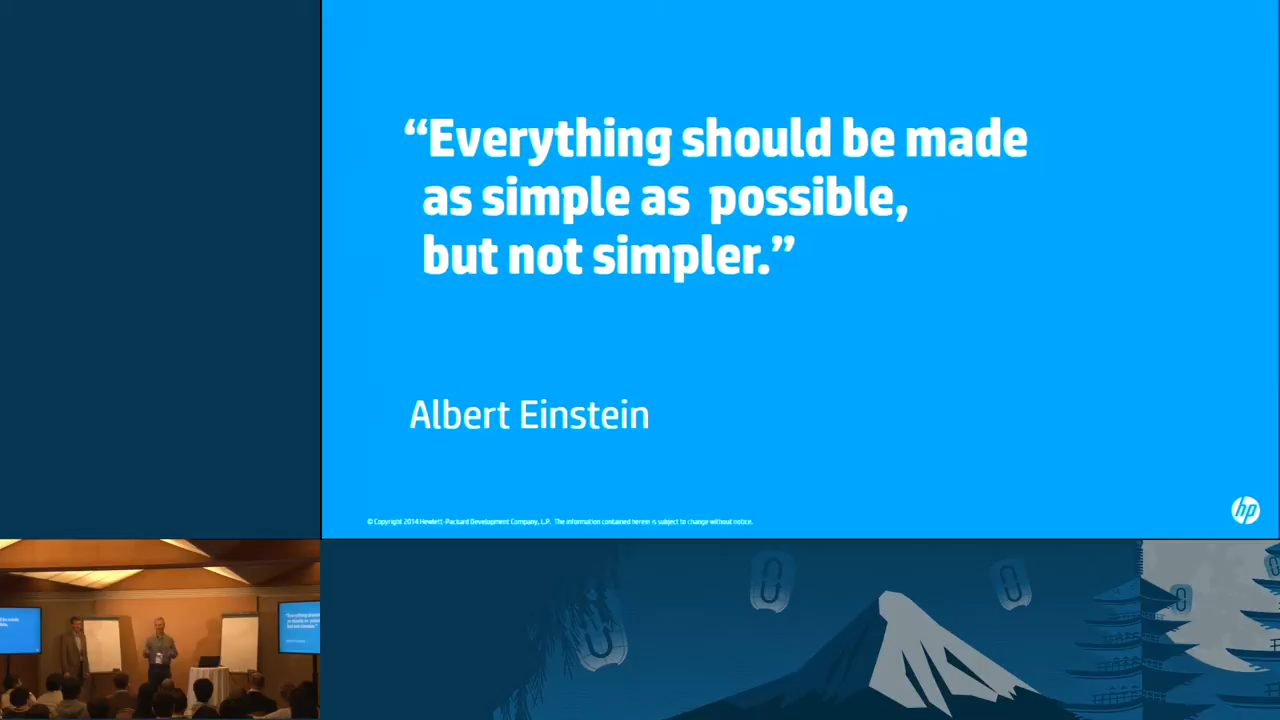 “Everything should be made
as simple as possible,
but not simpler.”
Albert Einstein
© Copyright 2014 Hewlett-Packard Development Company, L.P. The information contained herein is subject to change without notice.
hp